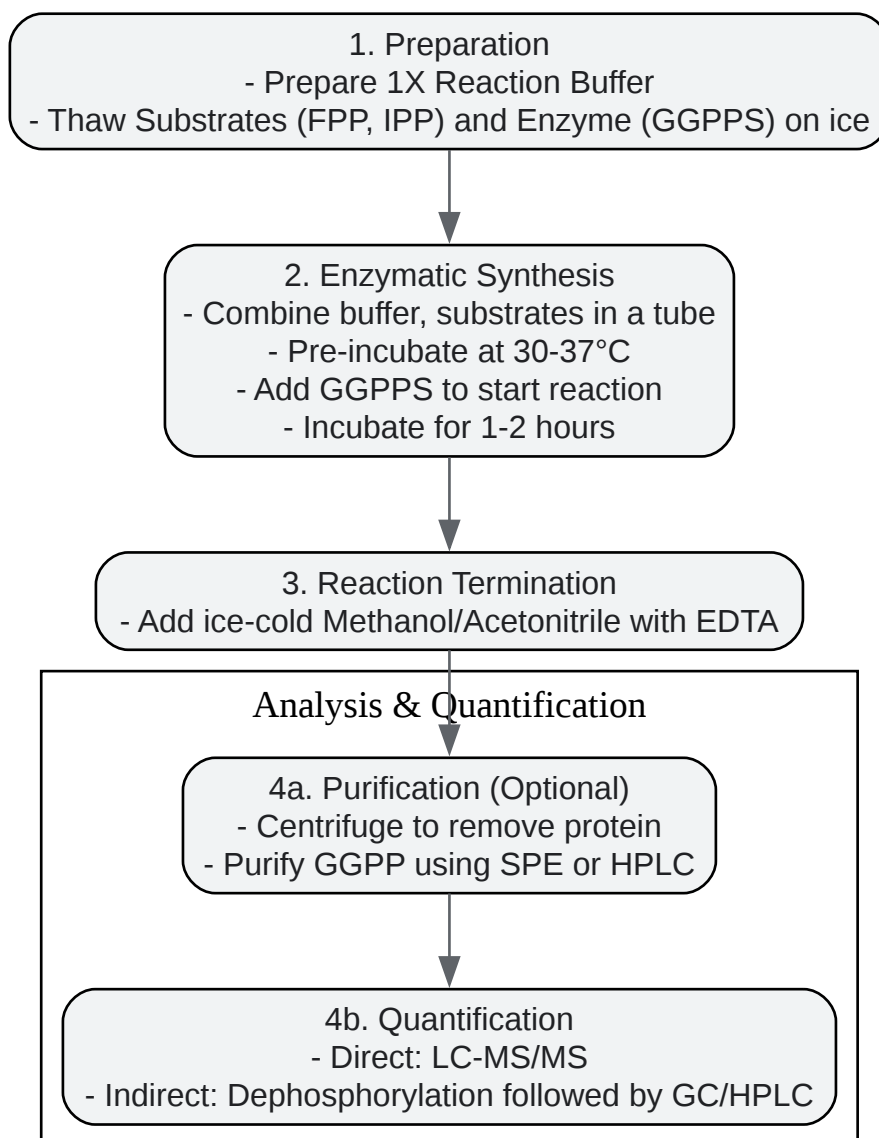 1. Preparation
- Prepare 1X Reaction Buffer
- Thaw Substrates (FPP, IPP) and Enzyme (GGPPS) on ice
2. Enzymatic Synthesis
- Combine buffer, substrates in a tube
- Pre-incubate at 30-37°C
- Add GGPPS to start reaction
- Incubate for 1-2 hours
3. Reaction Termination
- Add ice-cold Methanol/Acetonitrile with EDTA
Analysis & Quantification
4a. Purification (Optional)
- Centrifuge to remove protein
- Purify GGPP using SPE or HPLC
4b. Quantification
- Direct: LC-MS/MS
- Indirect: Dephosphorylation followed by GC/HPLC